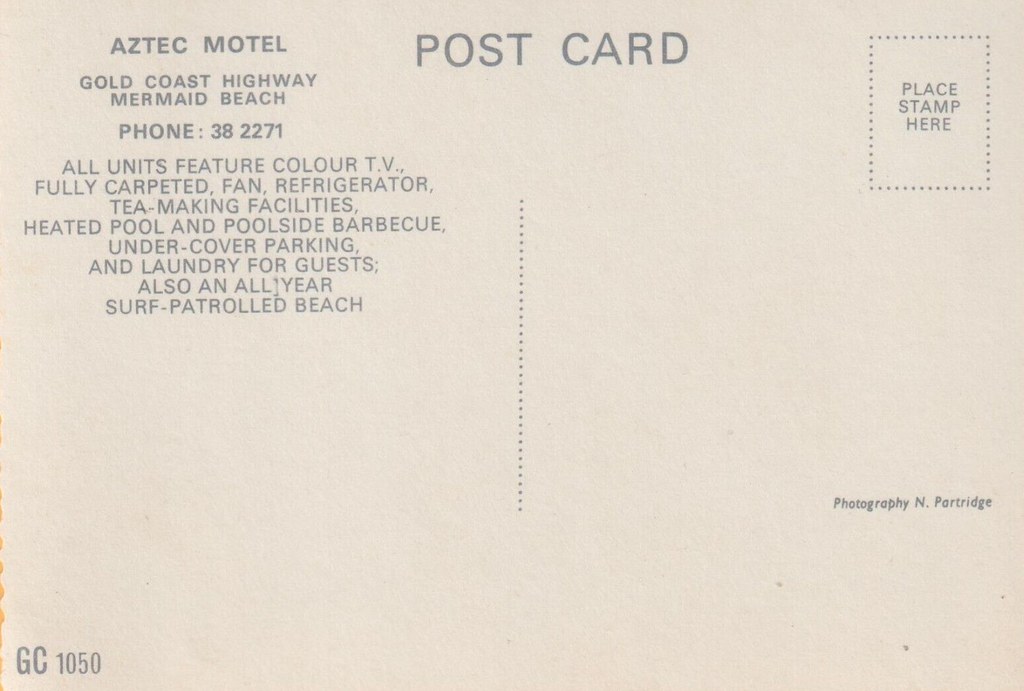 AZTEC MOTEL
GOLD COAST HIGHWAY
MERMAID BEACH
PHONE: 38 2271
ALL UNITS FEATURE COLOUR T.V.,
FULLY CARPETED, FAN, REFRIGERATOR,
TEA-MAKING FACILITIES,
HEATED POOL AND POOLSIDE BARBECUE,
UNDER-COVER PARKING,
AND LAUNDRY FOR GUESTS;
ALSO AN ALL YEAR
SURF-PATROLLED BEACH
POST CARD
PLACE
STAMP
HERE
Photography N. Partridge
GC 1050